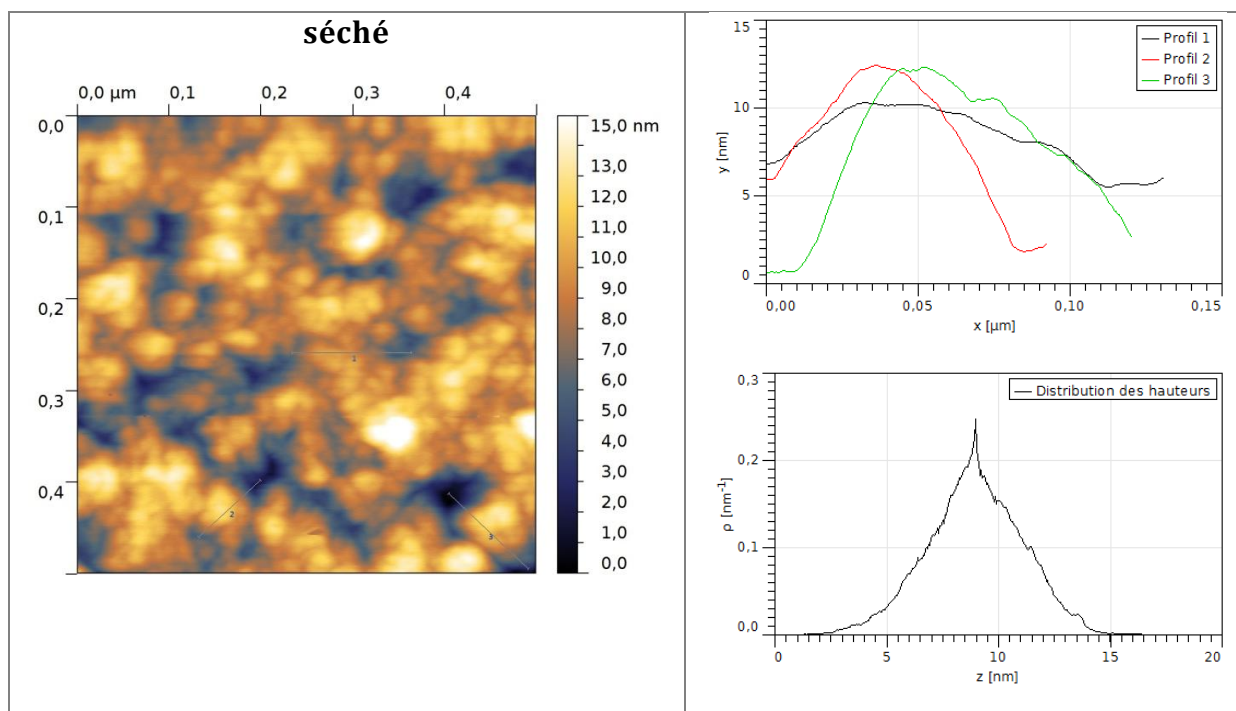 séché
0,0 µm 0,1 0,2 0,3 0,4
0,0
0,1
0,2
0,3
0,4
15,0 nm
13,0
12,0
11,0
10,0
9,0
8,0
7,0
6,0
5,0
4,0
3,0
2,0
1,0
0,0
1
2
3
15
10
5
0
y [nm]
Profil 1
Profil 2
Profil 3
0,00 0,05 0,10 0,15
x [µm]
0,3
0,2
0,1
0,0
ρ [nm⁻¹]
Distribution des hauteurs
0 5 10 15 20
z [nm]